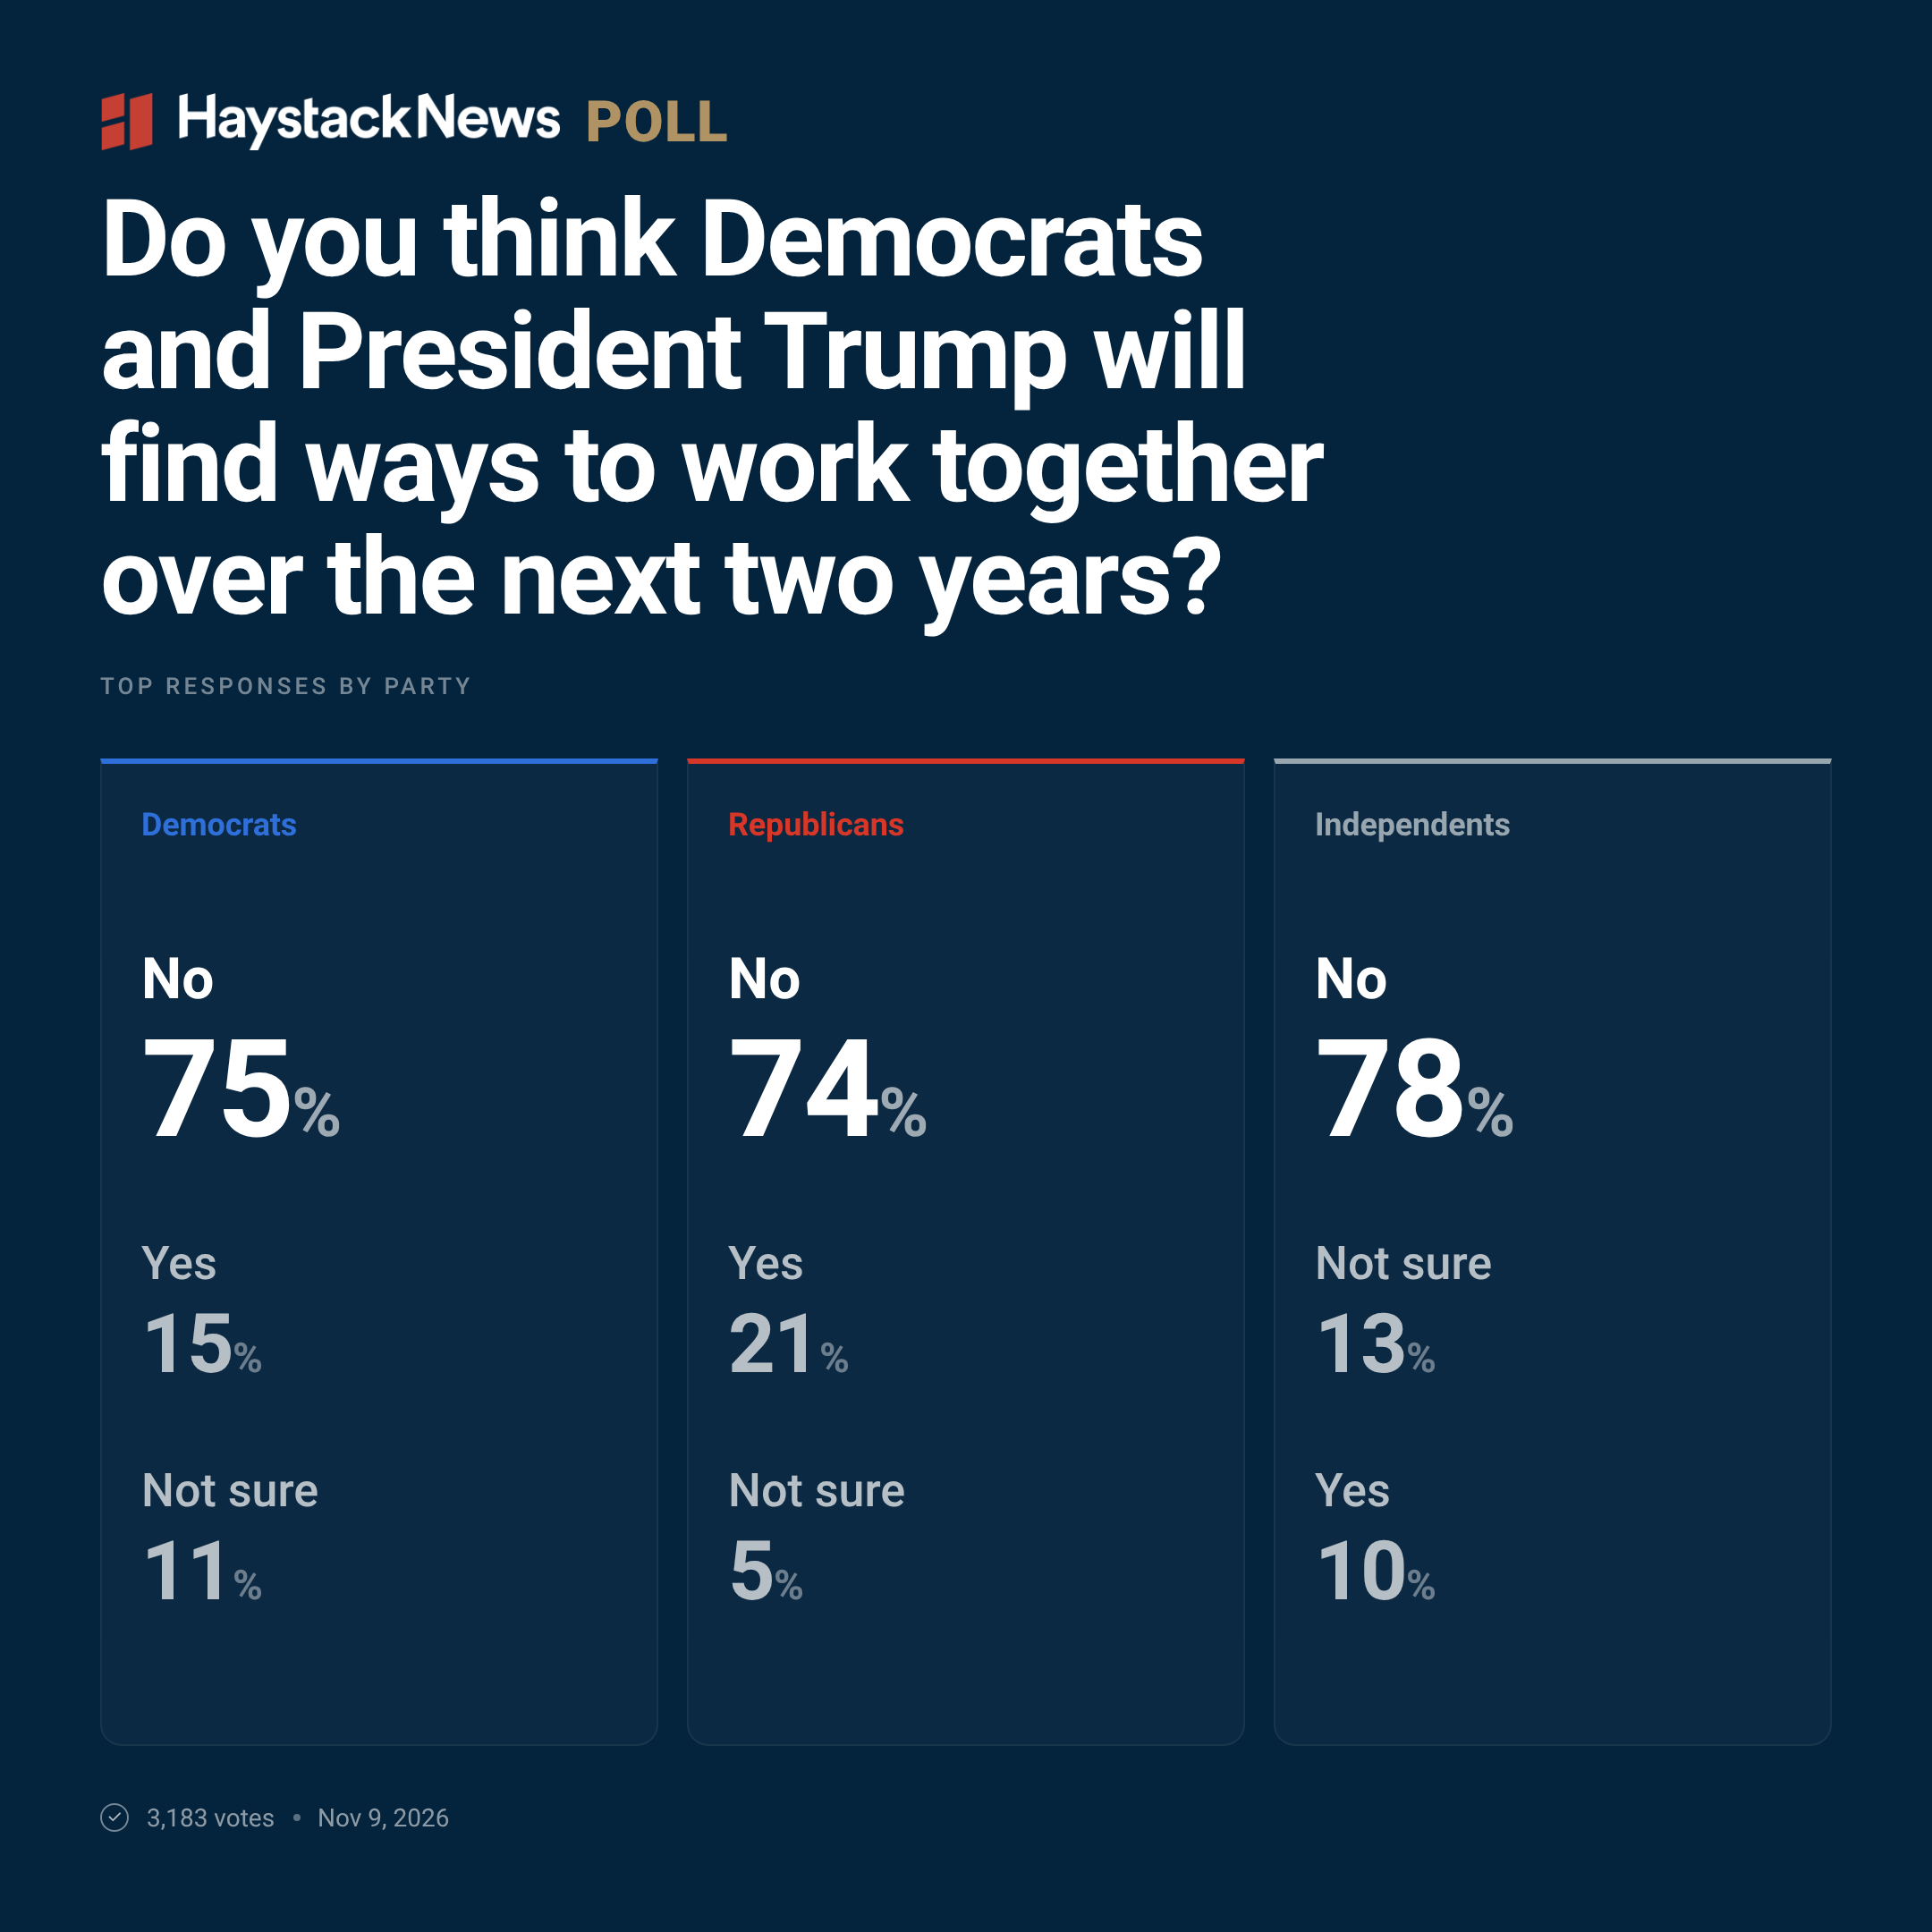 HaystackNews POLL
Do you think Democrats
and President Trump will
find ways to work together
over the next two years?
TOP RESPONSES BY PARTY
Democrats
No
75%
Yes
15%
Not sure
11%
Republicans
No
74%
Yes
21%
Not sure
5%
Independents
No
78%
Not sure
13%
Yes
10%
3,183 votes • Nov 9, 2026